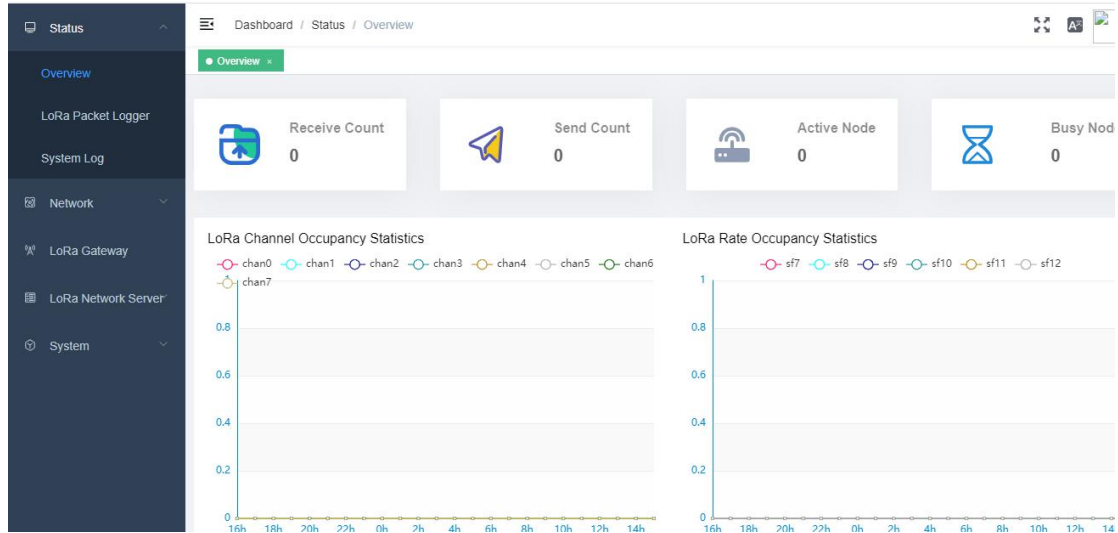 Status
Overview
LoRa Packet Logger
System Log
Network
LoRa Gateway
LoRa Network Server
System
Dashboard / Status / Overview
Overview ×
Receive Count
0
Send Count
0
Active Node
0
Busy Nod
0
LoRa Channel Occupancy Statistics
chan0 chan1 chan2 chan3 chan4 chan5 chan6
chan7
0.8
0.6
0.4
0.2
0
16h 18h 20h 22h 0h 2h 4h 6h 8h 10h 12h 14h
LoRa Rate Occupancy Statistics
sf7 sf8 sf9 sf10 sf11 sf12
1
0.8
0.6
0.4
0.2
0
16h 18h 20h 22h 0h 2h 4h 6h 8h 10h 12h 14